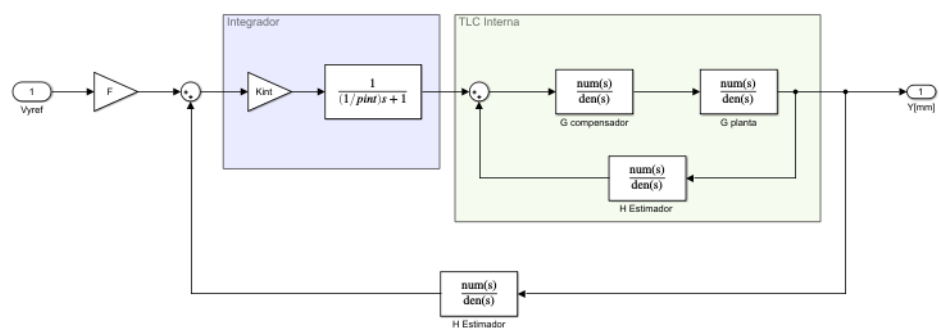 Integrador
TLC Interna
1
Vyref
F
Kint
1
(1/pint)s+1
num(s)
den(s)
G compensador
num(s)
den(s)
G planta
1
Y[mm]
num(s)
den(s)
H Estimador
num(s)
den(s)
H Estimador